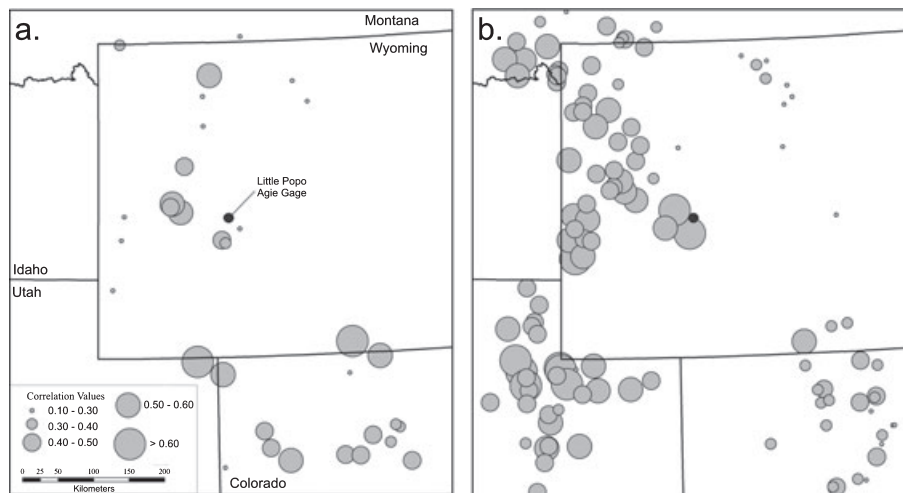 a.
Montana
Wyoming
Little Popo
Agie Gage
Idaho
Utah
Correlation Values
0.10 - 0.30
0.30 - 0.40
0.40 - 0.50
0.50 - 0.60
> 0.60
0 25 50 100 150 200
Kilometers
Colorado
b.